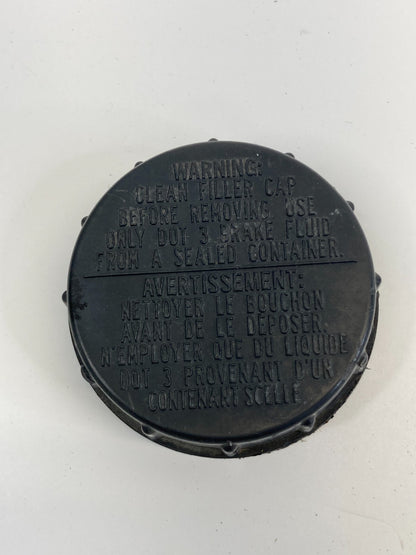 WARNING:
CLEAN FILLER CAP
BEFORE REMOVING. USE
ONLY DOT 3 BRAKE FLUID
FROM A SEALED CONTAINER.
AVERTISSEMENT:
NETTOYER LE BOUCHON
AVANT DE LE DEPOSER.
N'EMPLOYER QUE DU LIQUIDE
DOT 3 PROVENANT D'UN
CONTENANT SCELLE.